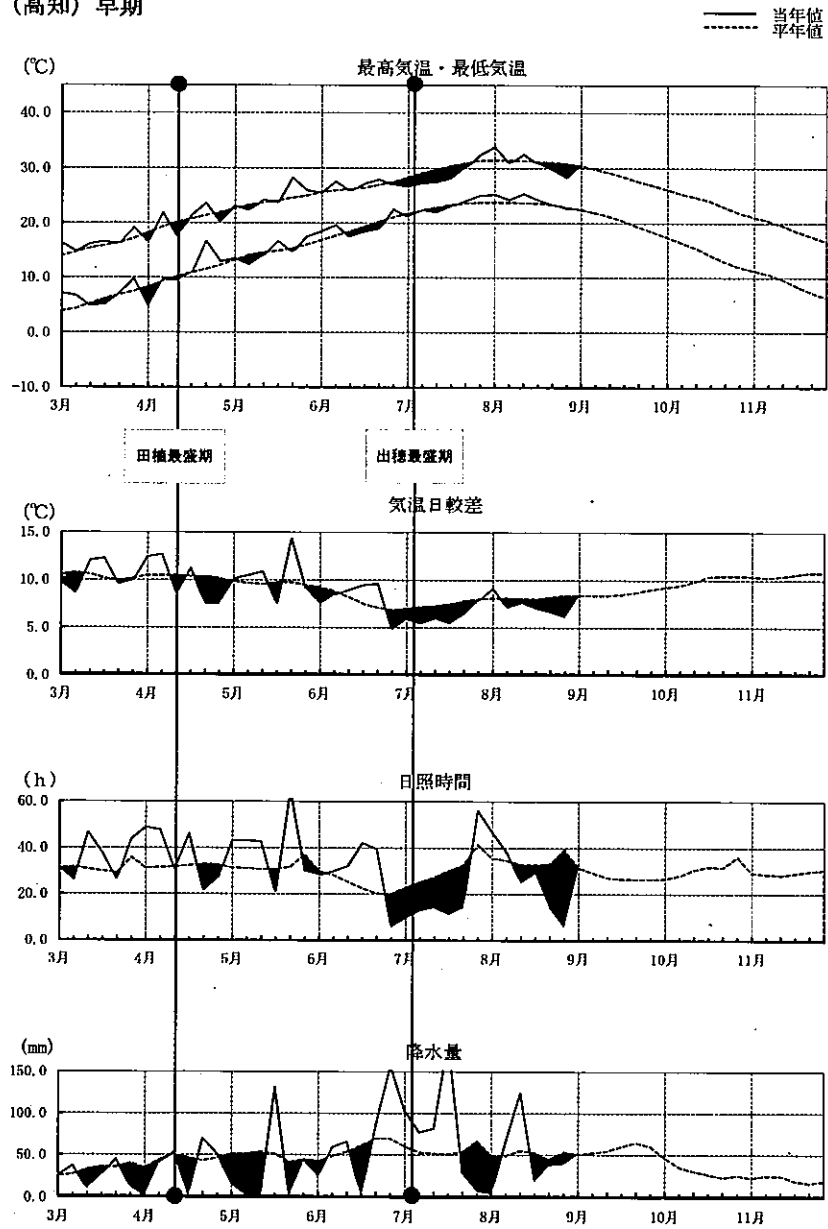 (高知) 早期
当年値
平年値
(℃)
最高気温・最低気温
40.0
30.0
20.0
10.0
0.0
-10.0
3月 4月 5月 6月 7月 8月 9月 10月 11月
田植最盛期 出穂最盛期
(℃)
気温日較差
15.0
10.0
5.0
0.0
3月 4月 5月 6月 7月 8月 9月 10月 11月
(h)
日照時間
60.0
40.0
20.0
0.0
3月 4月 5月 6月 7月 8月 9月 10月 11月
(mm)
降水量
150.0
100.0
50.0
0.0
3月 4月 5月 6月 7月 8月 9月 10月 11月